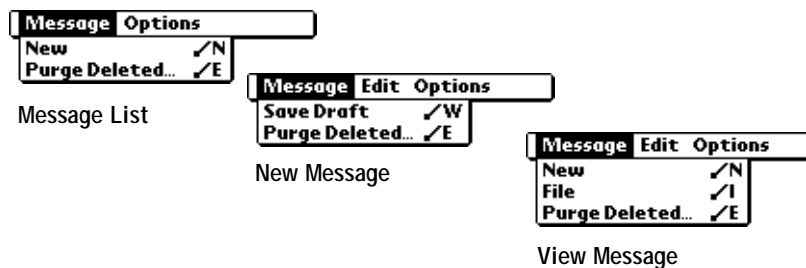 Message Options
New ⁄N
Purge Deleted... ⁄E
Message List
Message Edit Options
Save Draft ⁄W
Purge Deleted... ⁄E
New Message
Message Edit Options
New ⁄N
File ⁄I
Purge Deleted... ⁄E
View Message